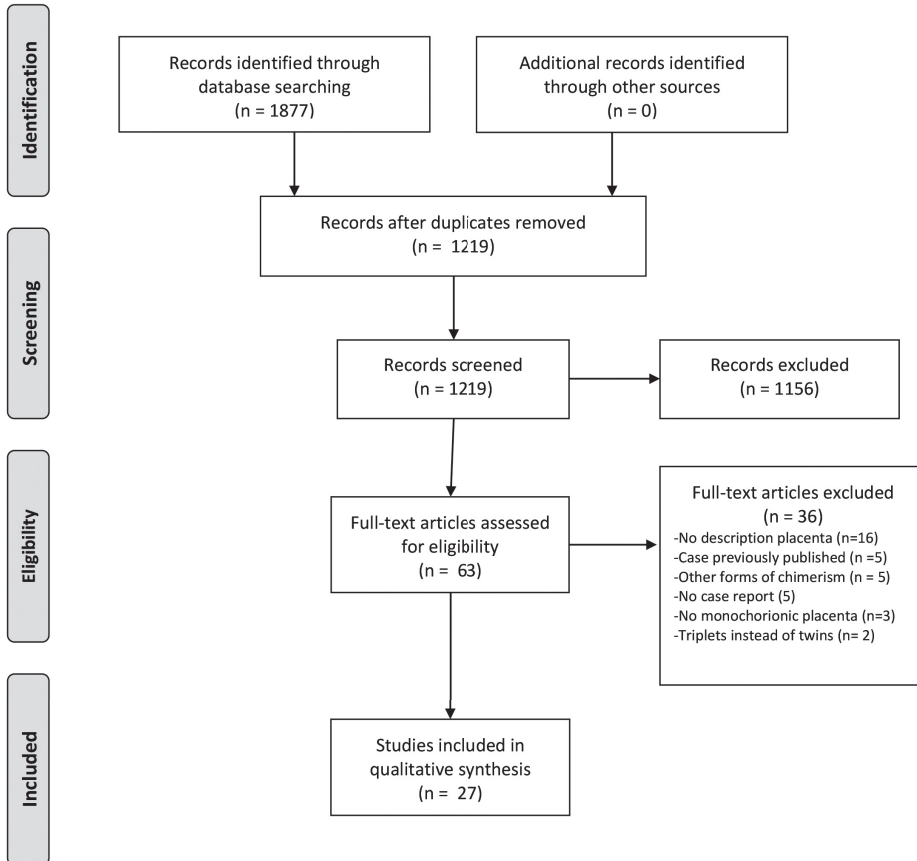 Identification
Records identified through
database searching
(n = 1877)
Additional records identified
through other sources
(n = 0)
Records after duplicates removed
(n = 1219)
Screening
Records screened
(n = 1219)
Records excluded
(n = 1156)
Eligibility
Full-text articles assessed
for eligibility
(n = 63)
Full-text articles excluded
(n = 36)
-No description placenta (n=16)
-Case previously published (n =5)
-Other forms of chimerism (n = 5)
-No case report (5)
-No monochorionic placenta (n=3)
-Triplets instead of twins (n= 2)
Included
Studies included in
qualitative synthesis
(n = 27)